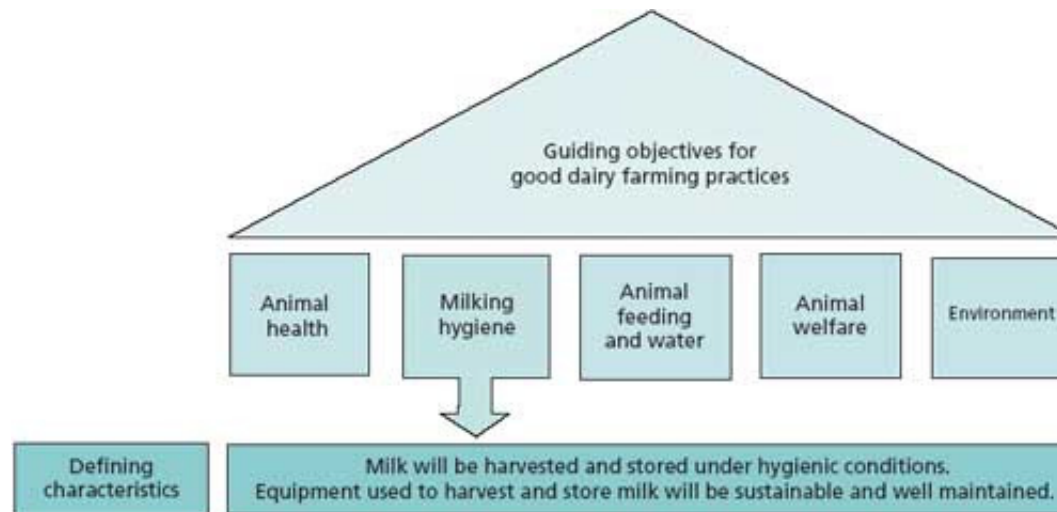 Guiding objectives for
good dairy farming practices
Animal
health
Milking
hygiene
Animal
feeding
and water
Animal
welfare
Environment
Defining
characteristics
Milk will be harvested and stored under hygienic conditions.
Equipment used to harvest and store milk will be sustainable and well maintained.